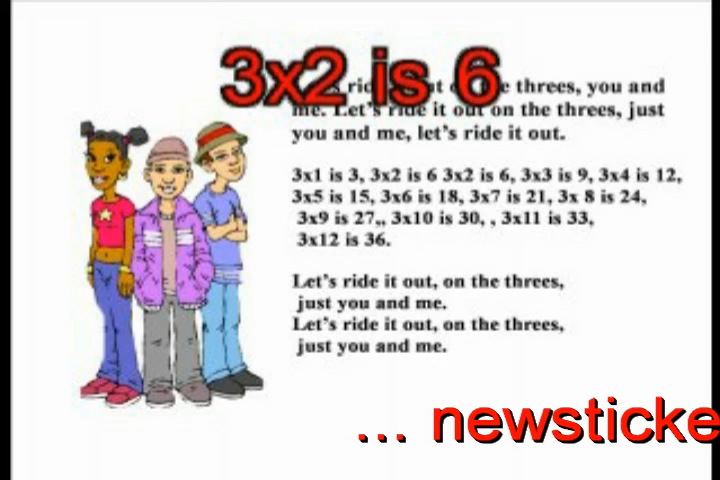 3x2 is 6
threes, you and
me. Let's ride it out on the threes, just
you and me, let's ride it out.
3x1 is 3, 3x2 is 6 3x2 is 6, 3x3 is 9, 3x4 is 12,
3x5 is 15, 3x6 is 18, 3x7 is 21, 3x 8 is 24,
3x9 is 27,, 3x10 is 30, , 3x11 is 33,
3x12 is 36.
Let's ride it out, on the threes,
just you and me.
Let's ride it out, on the threes,
just you and me.
... newsticke